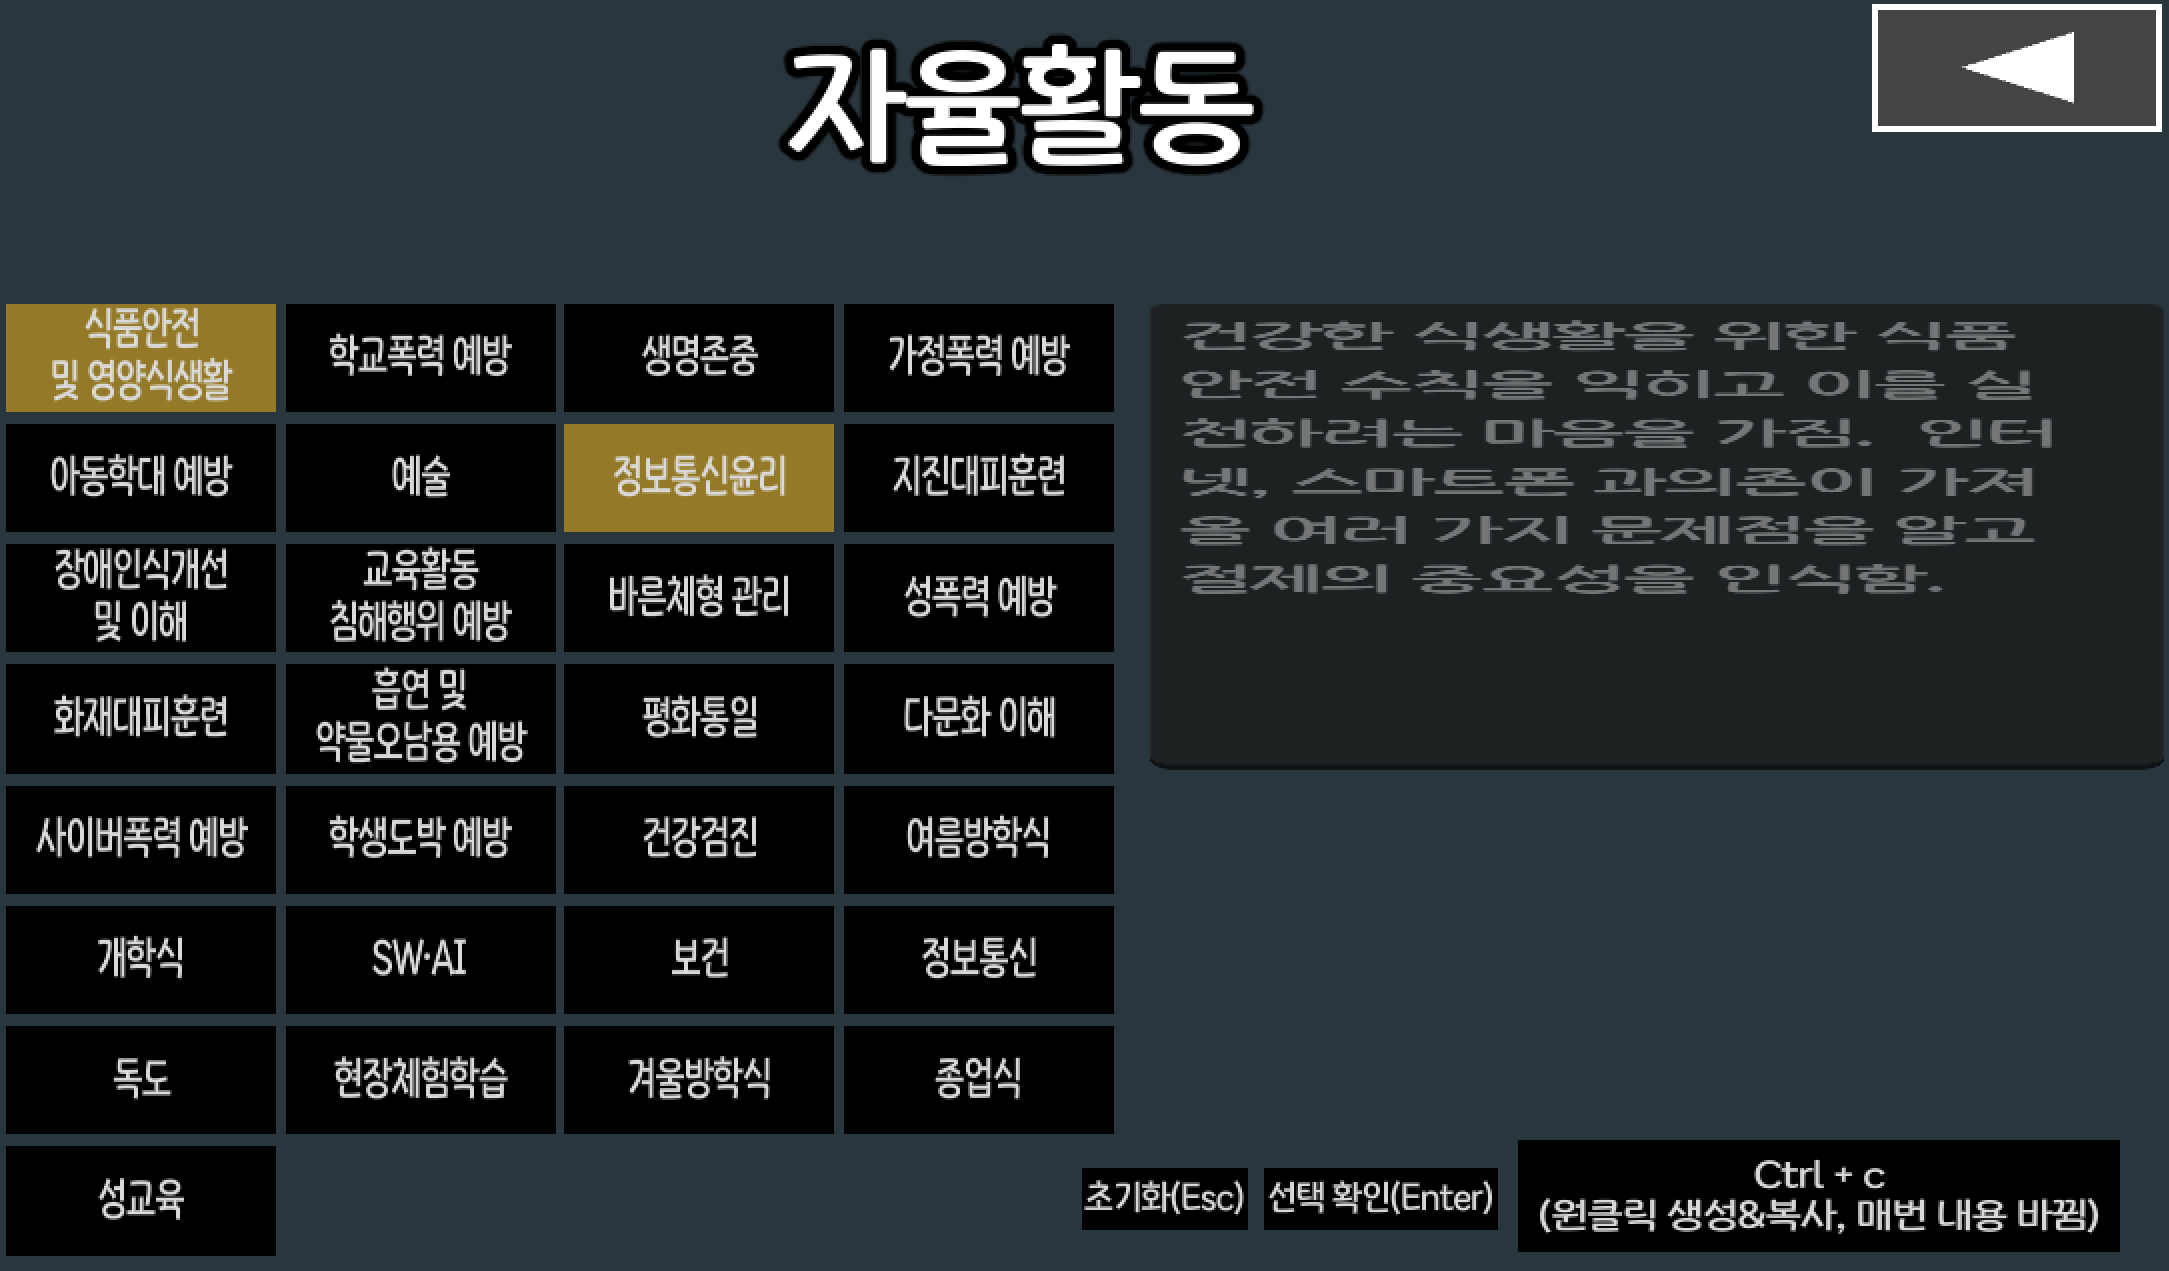 자율활동
식품안전
및 영양식생활
학교폭력 예방
생명존중
가정폭력 예방
아동학대 예방
예술
정보통신윤리
지진대피훈련
장애인식개선
및 이해
교육활동
침해행위 예방
바른체형 관리
성폭력 예방
화재대피훈련
흡연 및
약물오남용 예방
평화통일
다문화 이해
사이버폭력 예방
학생도박 예방
건강검진
여름방학식
개학식
SW·AI
보건
정보통신
독도
현장체험학습
겨울방학식
종업식
성교육
건강한 식생활을 위한 식품
안전 수칙을 익히고 이를 실
천하려는 마음을 가짐.  인터
넷, 스마트폰 과의존이 가져
올 여러 가지 문제점을 알고
절제의 중요성을 인식함.
초기화(Esc)
선택 확인(Enter)
Ctrl + c
(원클릭 생성&복사, 매번 내용 바뀜)